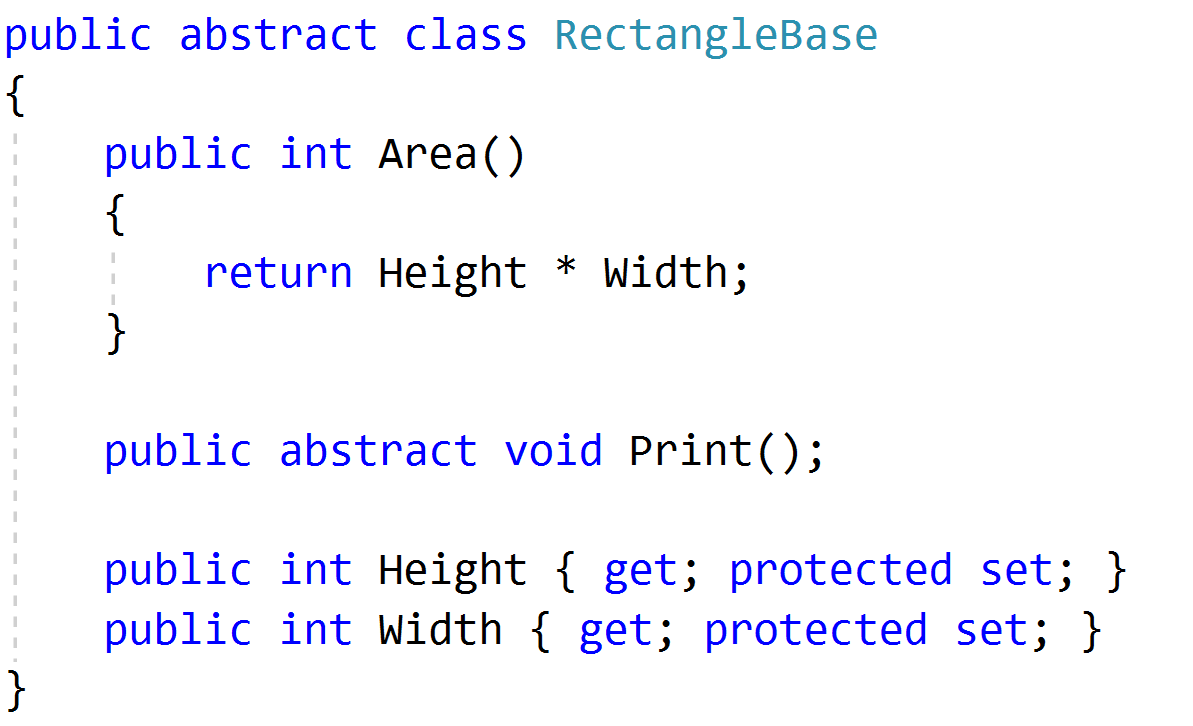 public abstract class RectangleBase
{
    public int Area()
    {
        return Height * Width;
    }

    public abstract void Print();

    public int Height { get; protected set; }
    public int Width { get; protected set; }
}